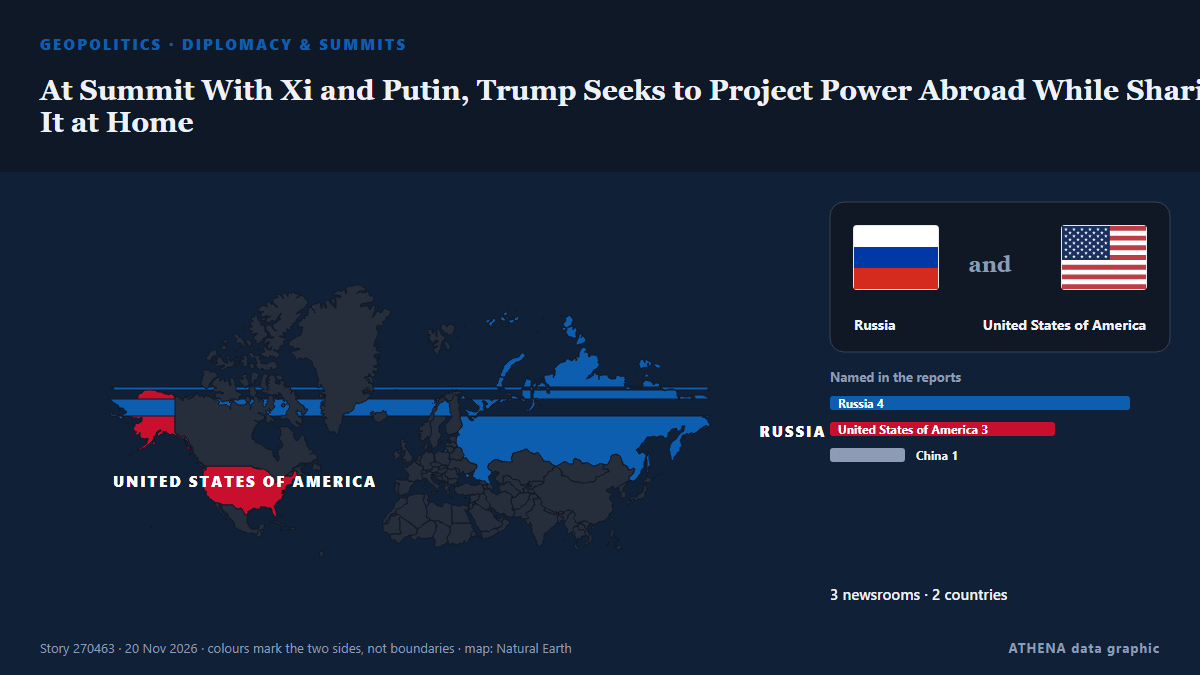 GEOPOLITICS · DIPLOMACY & SUMMITS
At Summit With Xi and Putin, Trump Seeks to Project Power Abroad While Shari
It at Home
and
Russia
United States of America
Named in the reports
Russia 4
RUSSIA
United States of America 3
China 1
UNITED STATES OF AMERICA
3 newsrooms · 2 countries
Story 270463 · 20 Nov 2026 · colours mark the two sides, not boundaries · map: Natural Earth
ATHENA data graphic